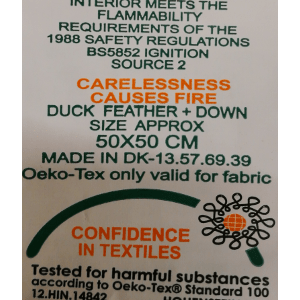 INTERIOR MEETS THE
FLAMMABILITY
REQUIREMENTS OF THE
1988 SAFETY REGULATIONS
BS5852 IGNITION
SOURCE 2
CARELESSNESS
CAUSES FIRE
DUCK FEATHER + DOWN
SIZE APPROX
50X50 CM
MADE IN DK-13.57.69.39
Oeko-Tex only valid for fabric
CONFIDENCE
IN TEXTILES
Tested for harmful substances
according to Oeko-Tex® Standard 100
12.HIN.14842